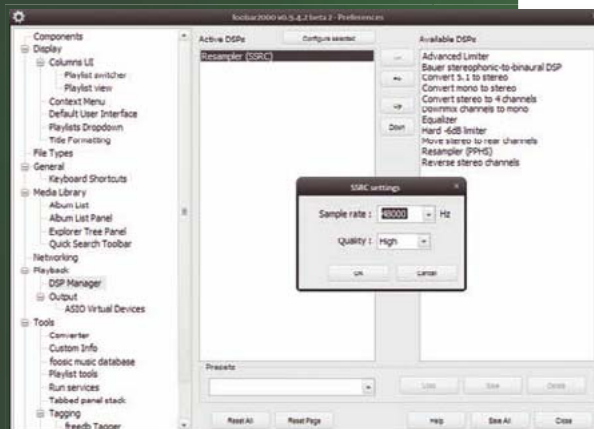 foobar2000 v0.9.4.2 beta 2 - Preferences
Components
Display
Columns UI
Playlist switcher
Playlist view
Context Menu
Default User Interface
Playlists Dropdown
Title Formatting
File Types
General
Keyboard Shortcuts
Media Library
Album List
Album List Panel
Explorer Tree Panel
Quick Search Toolbar
Networking
Playback
DSP Manager
Output
ASIO Virtual Devices
Tools
Converter
Custom Info
foosic music database
Playlist tools
Run services
Tabbed panel stack
Tagging
freedb Tagger
Active DSPs
Configure selected
Resampler (SSRC)
Up
Down
Available DSPs
Advanced Limiter
Bauer stereophonic-to-binaural DSP
Convert 5.1 to stereo
Convert mono to stereo
Convert stereo to 4 channels
Downmix channels to mono
Equalizer
Hard -6dB limiter
Move stereo to rear channels
Resampler (PPHS)
Reverse stereo channels
SSRC settings
Sample rate : 48000 Hz
Quality : High
OK Cancel
Presets
Load Save Delete
Reset All Reset Page Help Save All Close